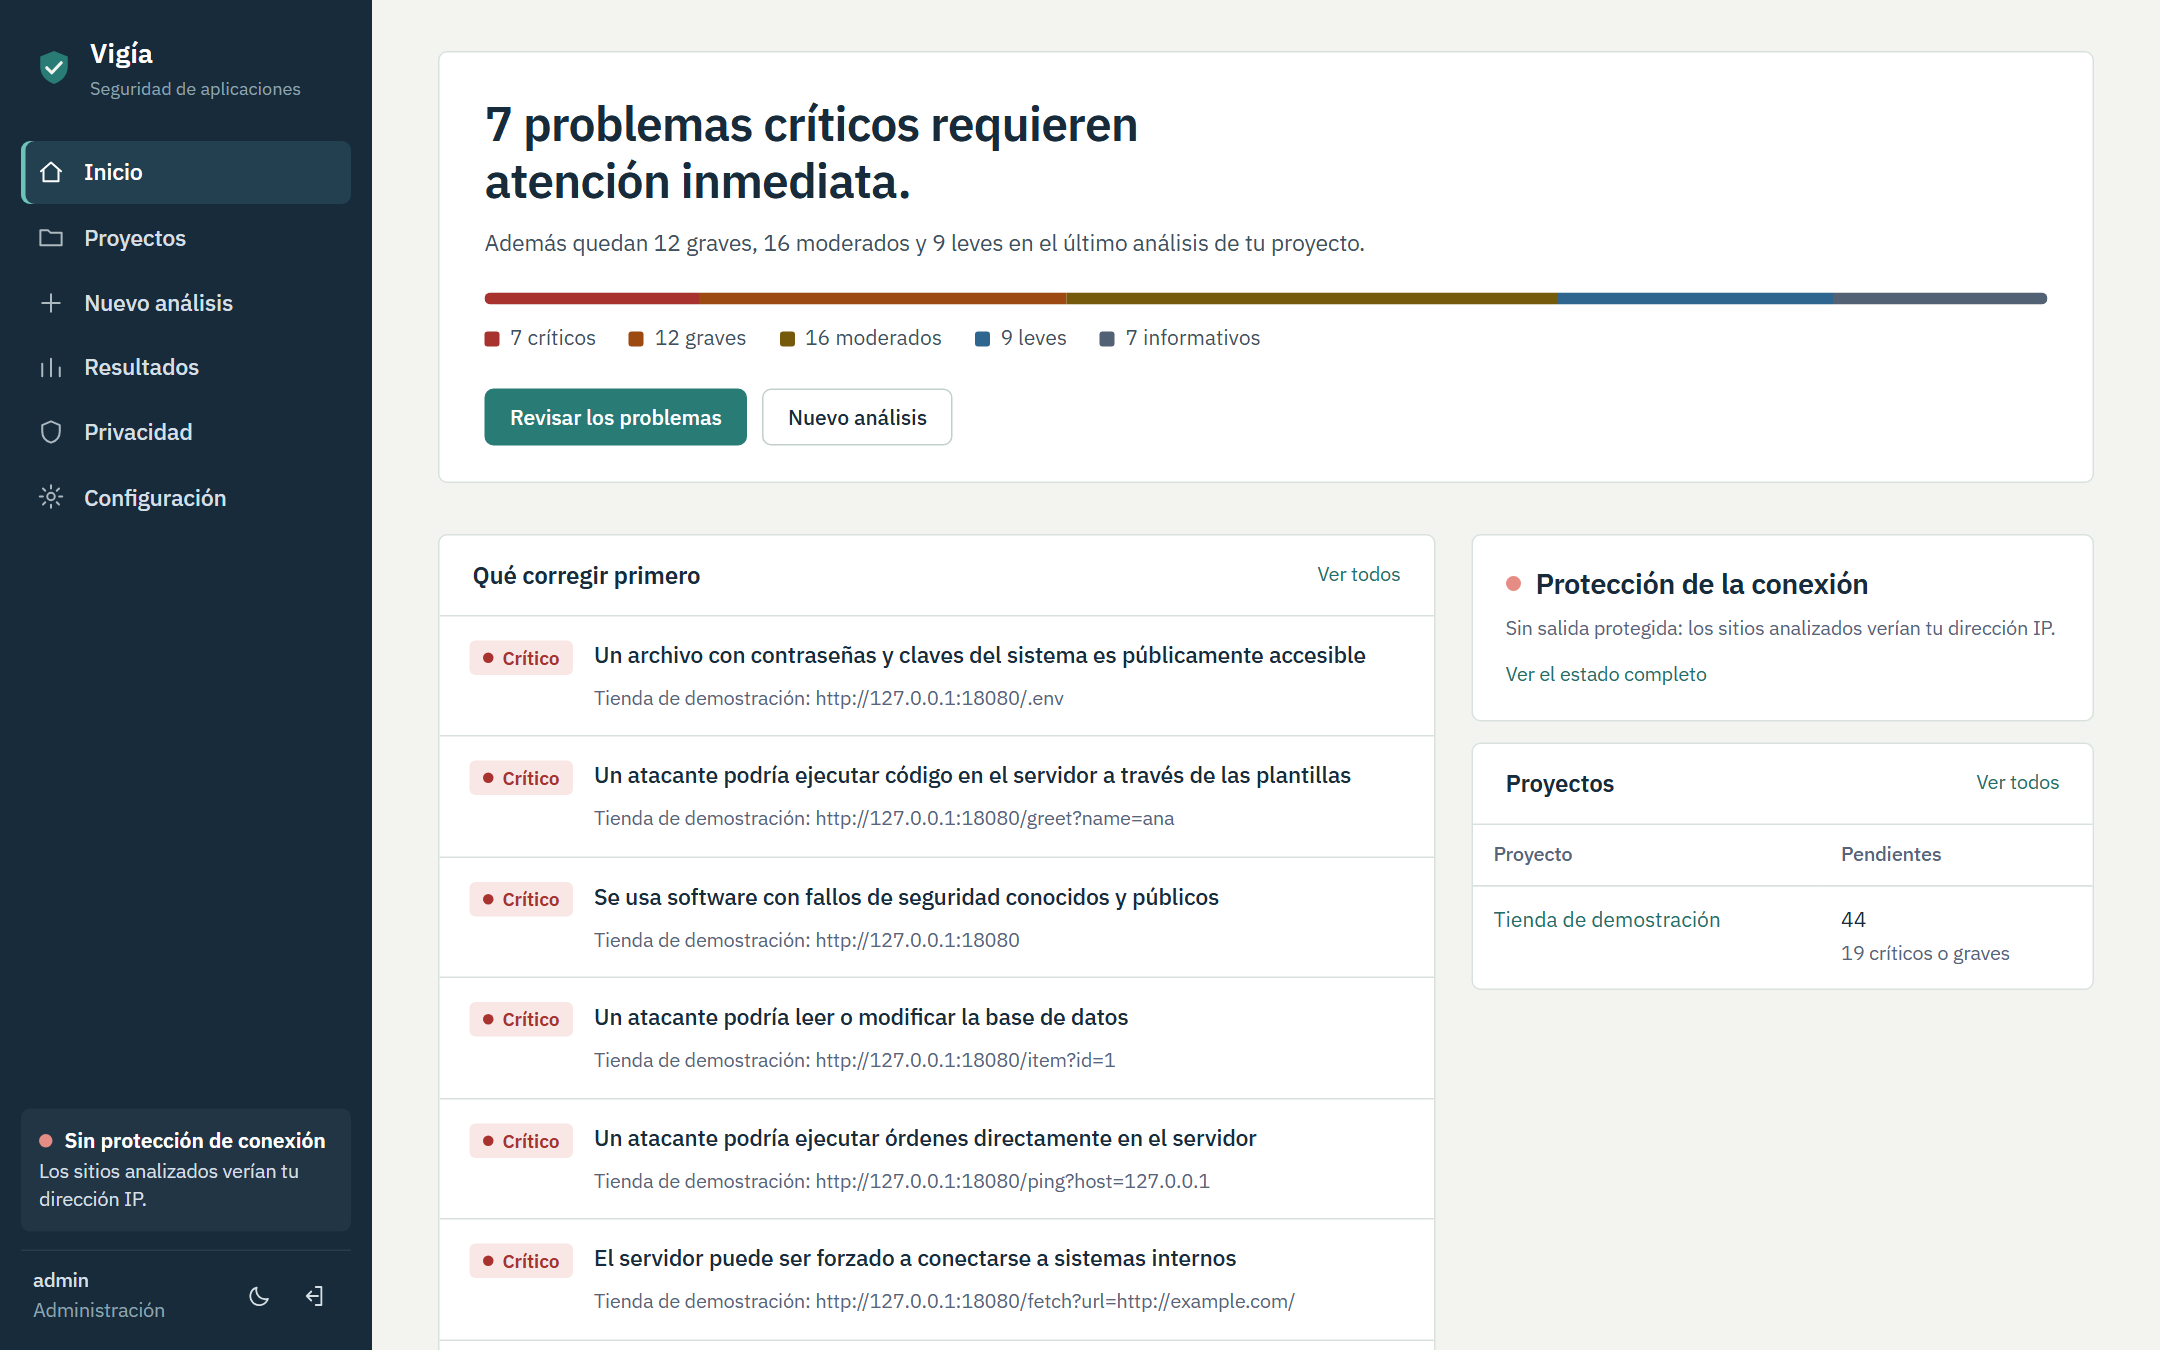 Vigía
Seguridad de aplicaciones
Inicio
Proyectos
Nuevo análisis
Resultados
Privacidad
Configuración
Sin protección de conexión
Los sitios analizados verían tu
dirección IP.
admin
Administración
7 problemas críticos requieren
atención inmediata.
Además quedan 12 graves, 16 moderados y 9 leves en el último análisis de tu proyecto.
7 críticos 12 graves 16 moderados 9 leves 7 informativos
Revisar los problemas Nuevo análisis
Qué corregir primero Ver todos
Crítico Un archivo con contraseñas y claves del sistema es públicamente accesible
Tienda de demostración: http://127.0.0.1:18080/.env
Crítico Un atacante podría ejecutar código en el servidor a través de las plantillas
Tienda de demostración: http://127.0.0.1:18080/greet?name=ana
Crítico Se usa software con fallos de seguridad conocidos y públicos
Tienda de demostración: http://127.0.0.1:18080
Crítico Un atacante podría leer o modificar la base de datos
Tienda de demostración: http://127.0.0.1:18080/item?id=1
Crítico Un atacante podría ejecutar órdenes directamente en el servidor
Tienda de demostración: http://127.0.0.1:18080/ping?host=127.0.0.1
Crítico El servidor puede ser forzado a conectarse a sistemas internos
Tienda de demostración: http://127.0.0.1:18080/fetch?url=http://example.com/
Protección de la conexión
Sin salida protegida: los sitios analizados verían tu dirección IP.
Ver el estado completo
Proyectos Ver todos
Proyecto Pendientes
Tienda de demostración 44
19 críticos o graves